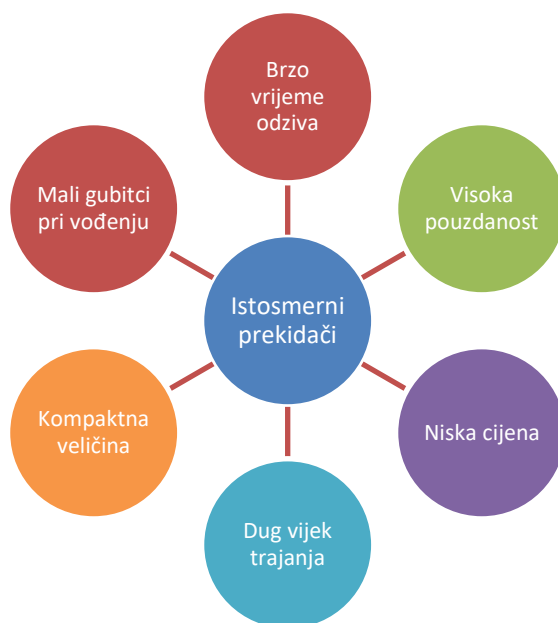 Brzo
vrijeme
odziva
Mali gubitci
pri vođenju
Visoka
pouzdanost
Istosmerni
prekidači
Kompaktna
veličina
Niska cijena
Dug vijek
trajanja